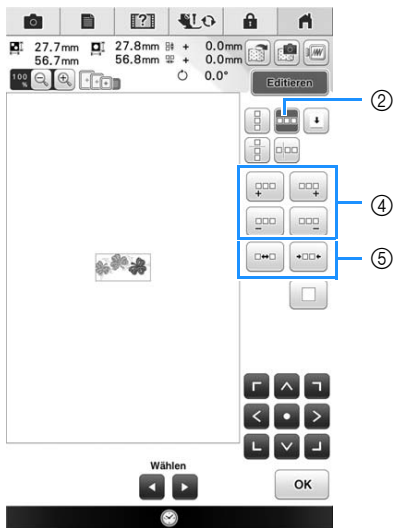 27.7mm 27.8mm + 0.0mm
56.7mm 56.8mm + 0.0mm
100 % 0.0°
Editieren
②
④
⑤
Wählen
OK